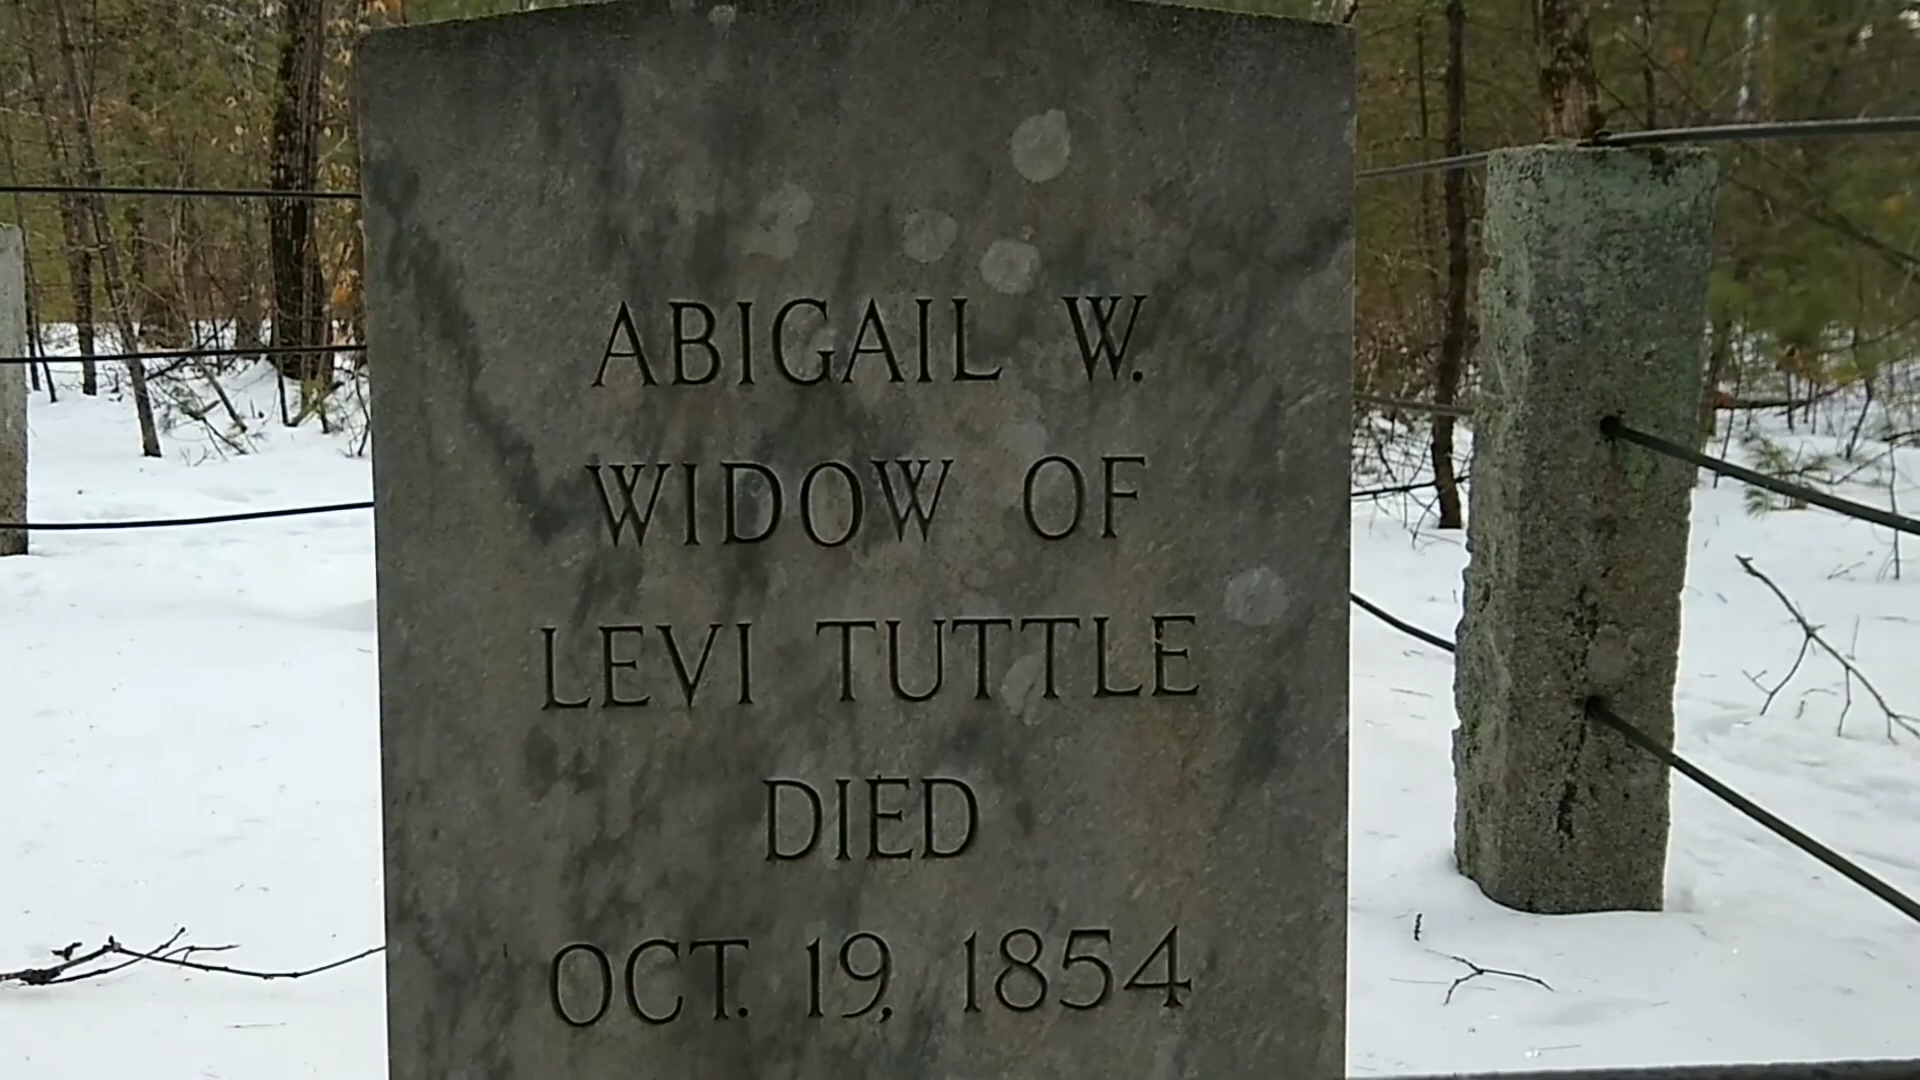 ABIGAIL W.
WIDOW OF
LEVI TUTTLE
DIED
OCT. 19, 1854